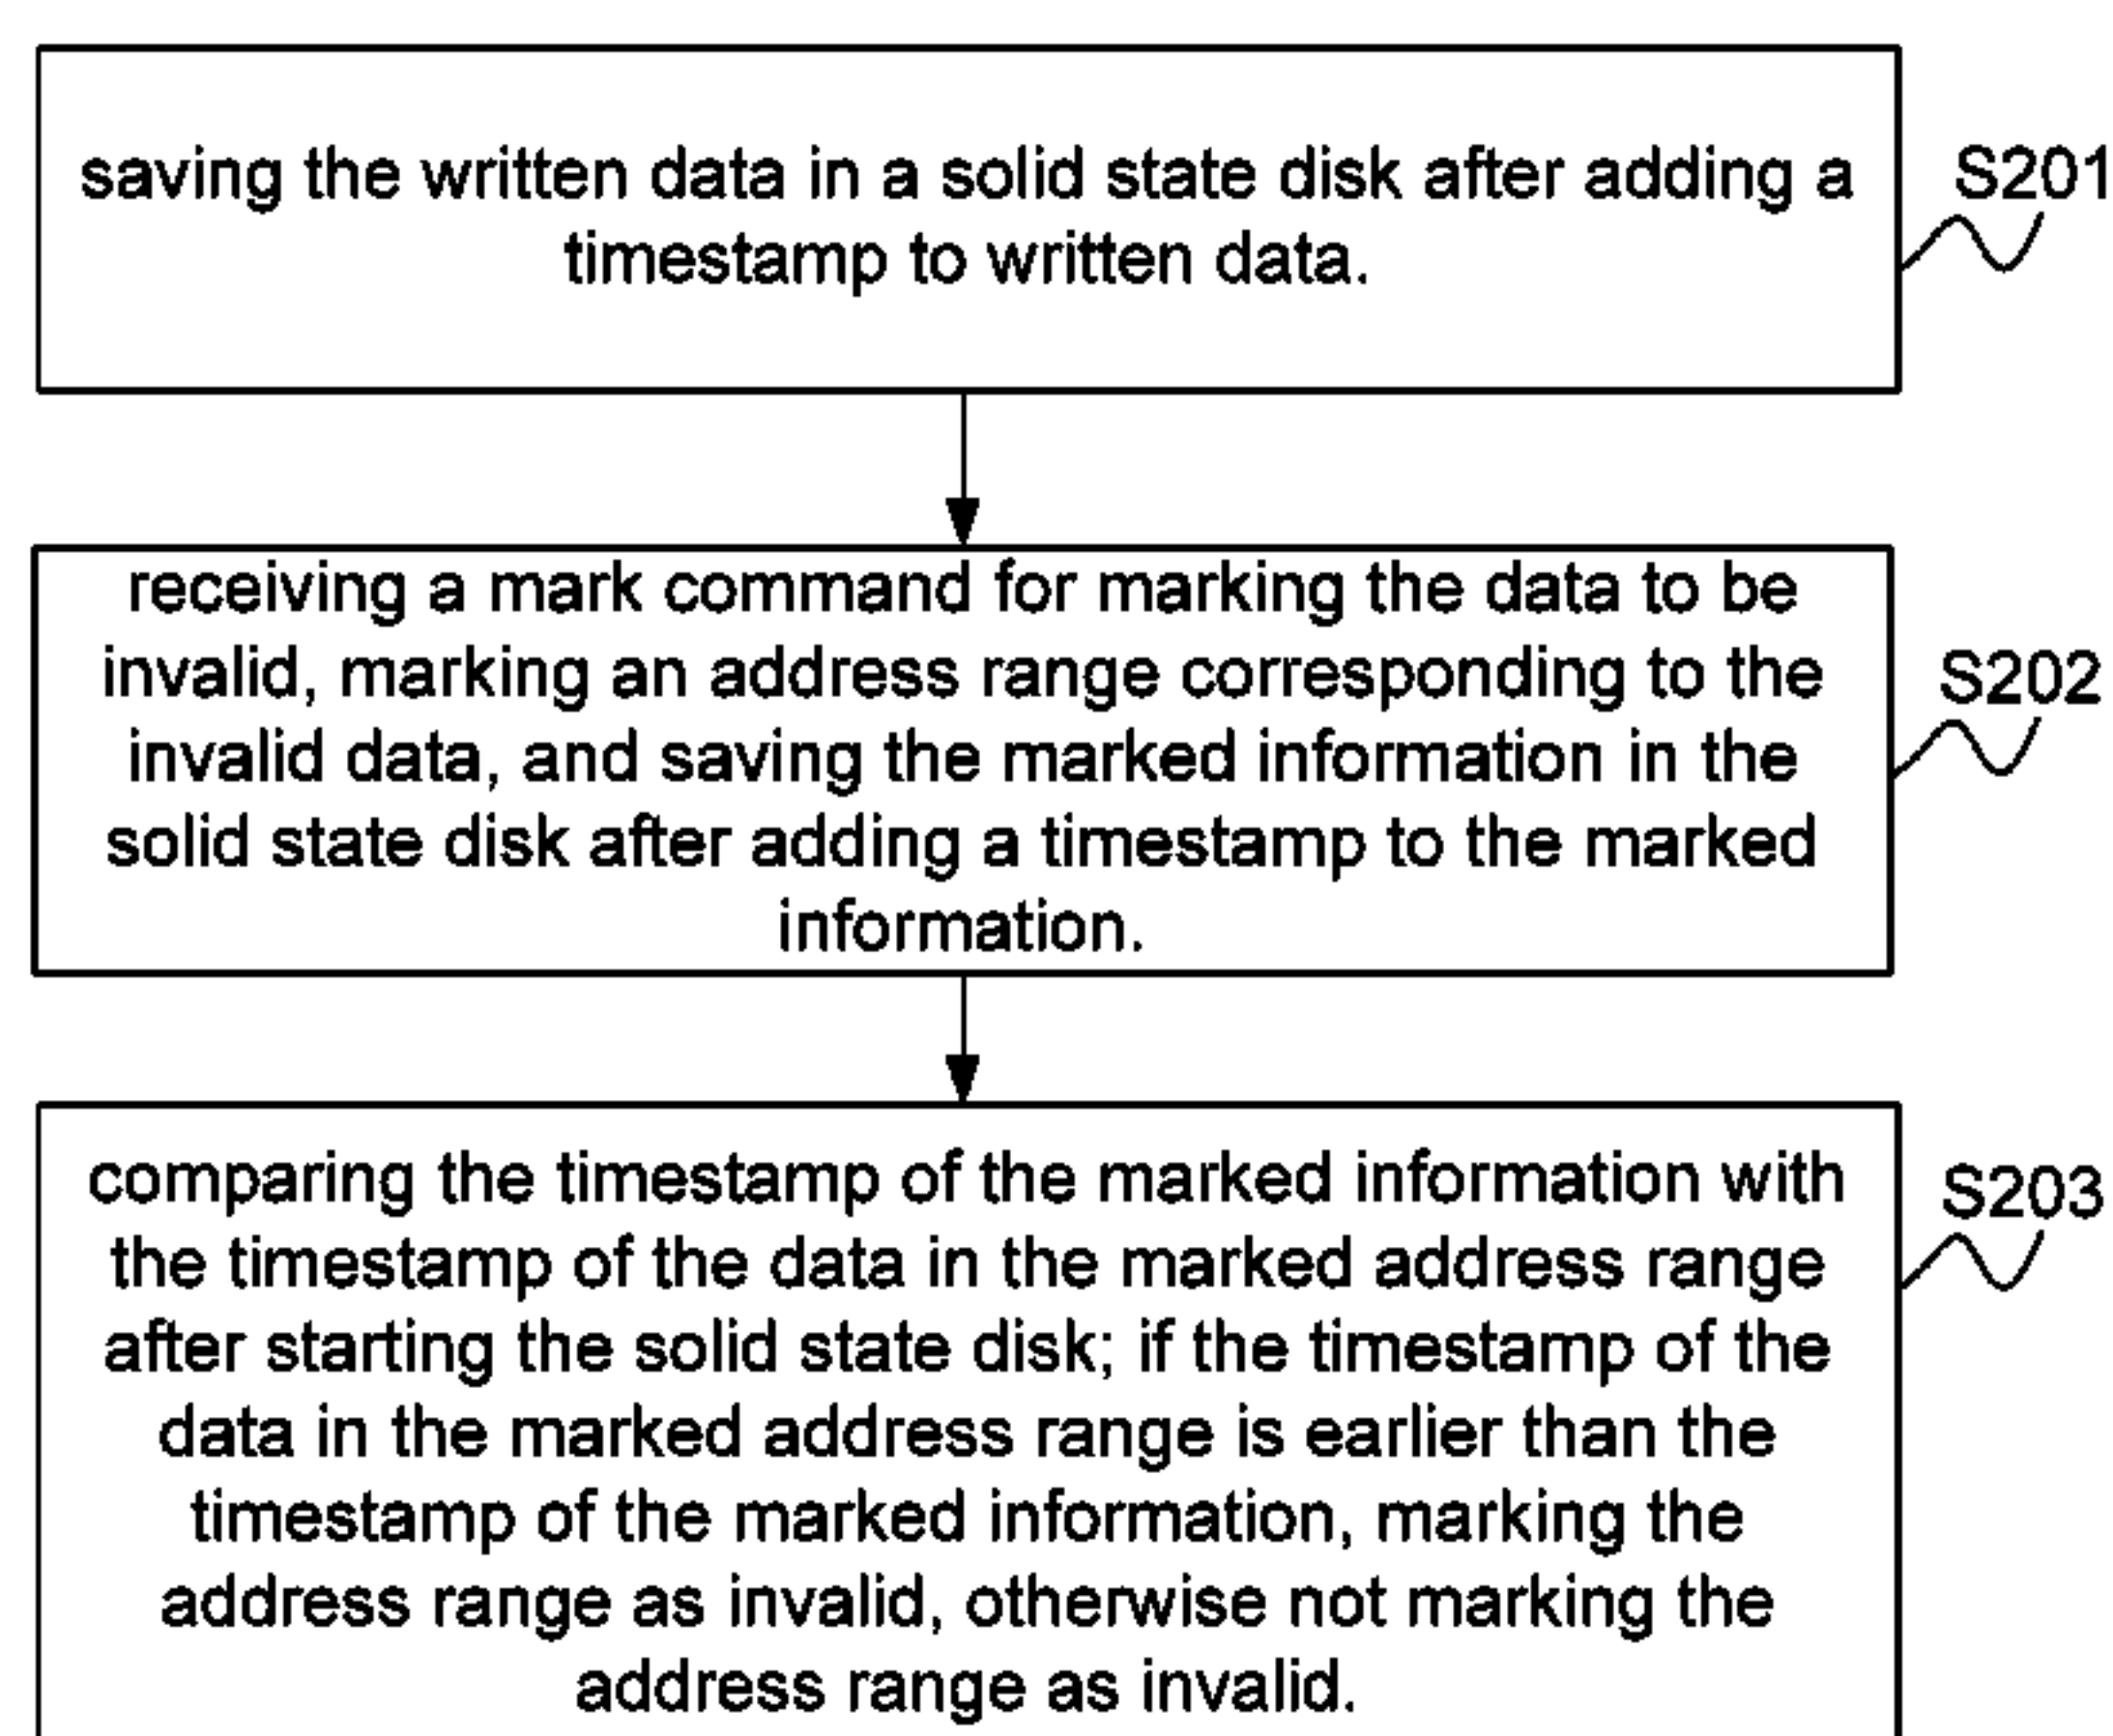 saving the written data in a solid state disk after adding a
timestamp to written data.
S201
receiving a mark command for marking the data to be
invalid, marking an address range corresponding to the
invalid data, and saving the marked information in the
solid state disk after adding a timestamp to the marked
information.
S202
comparing the timestamp of the marked information with
the timestamp of the data in the marked address range
after starting the solid state disk; if the timestamp of the
data in the marked address range is earlier than the
timestamp of the marked information, marking the
address range as invalid, otherwise not marking the
address range as invalid.
S203